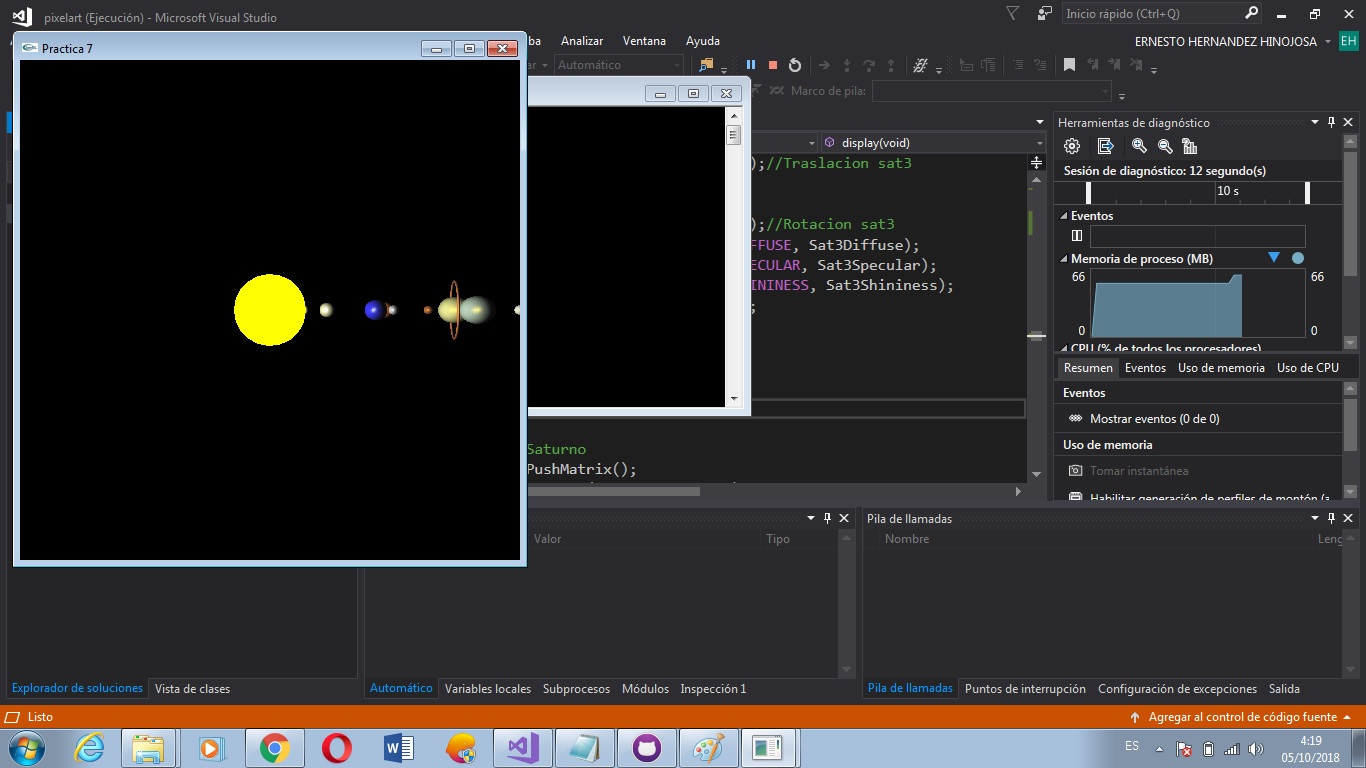 pixelart (Ejecución) - Microsoft Visual Studio
Inicio rápido (Ctrl+Q)
Analizar Ventana Ayuda
ERNESTO HERNANDEZ HINOJOSA EH
Practica 7
Automático
Marco de pila:
display(void)
);//Traslacion sat3
);//Rotacion sat3
FFUSE, Sat3Diffuse);
ECULAR, Sat3Specular);
ININESS, Sat3Shininess);
;
Saturno
PushMatrix();
Herramientas de diagnóstico
Sesión de diagnóstico: 12 segundo(s)
10 s
Eventos
Memoria de proceso (MB)
66 66
0 0
CPU (% de todos los procesadores)
Resumen Eventos Uso de memoria Uso de CPU
Eventos
Mostrar eventos (0 de 0)
Uso de memoria
Tomar instantánea
Habilitar generación de perfiles de montón (a
Valor Tipo
Pila de llamadas
Nombre Leng
Explorador de soluciones Vista de clases
Automático Variables locales Subprocesos Módulos Inspección 1
Pila de llamadas Puntos de interrupción Configuración de excepciones Salida
Listo
Agregar al control de código fuente
ES
4:19
05/10/2018